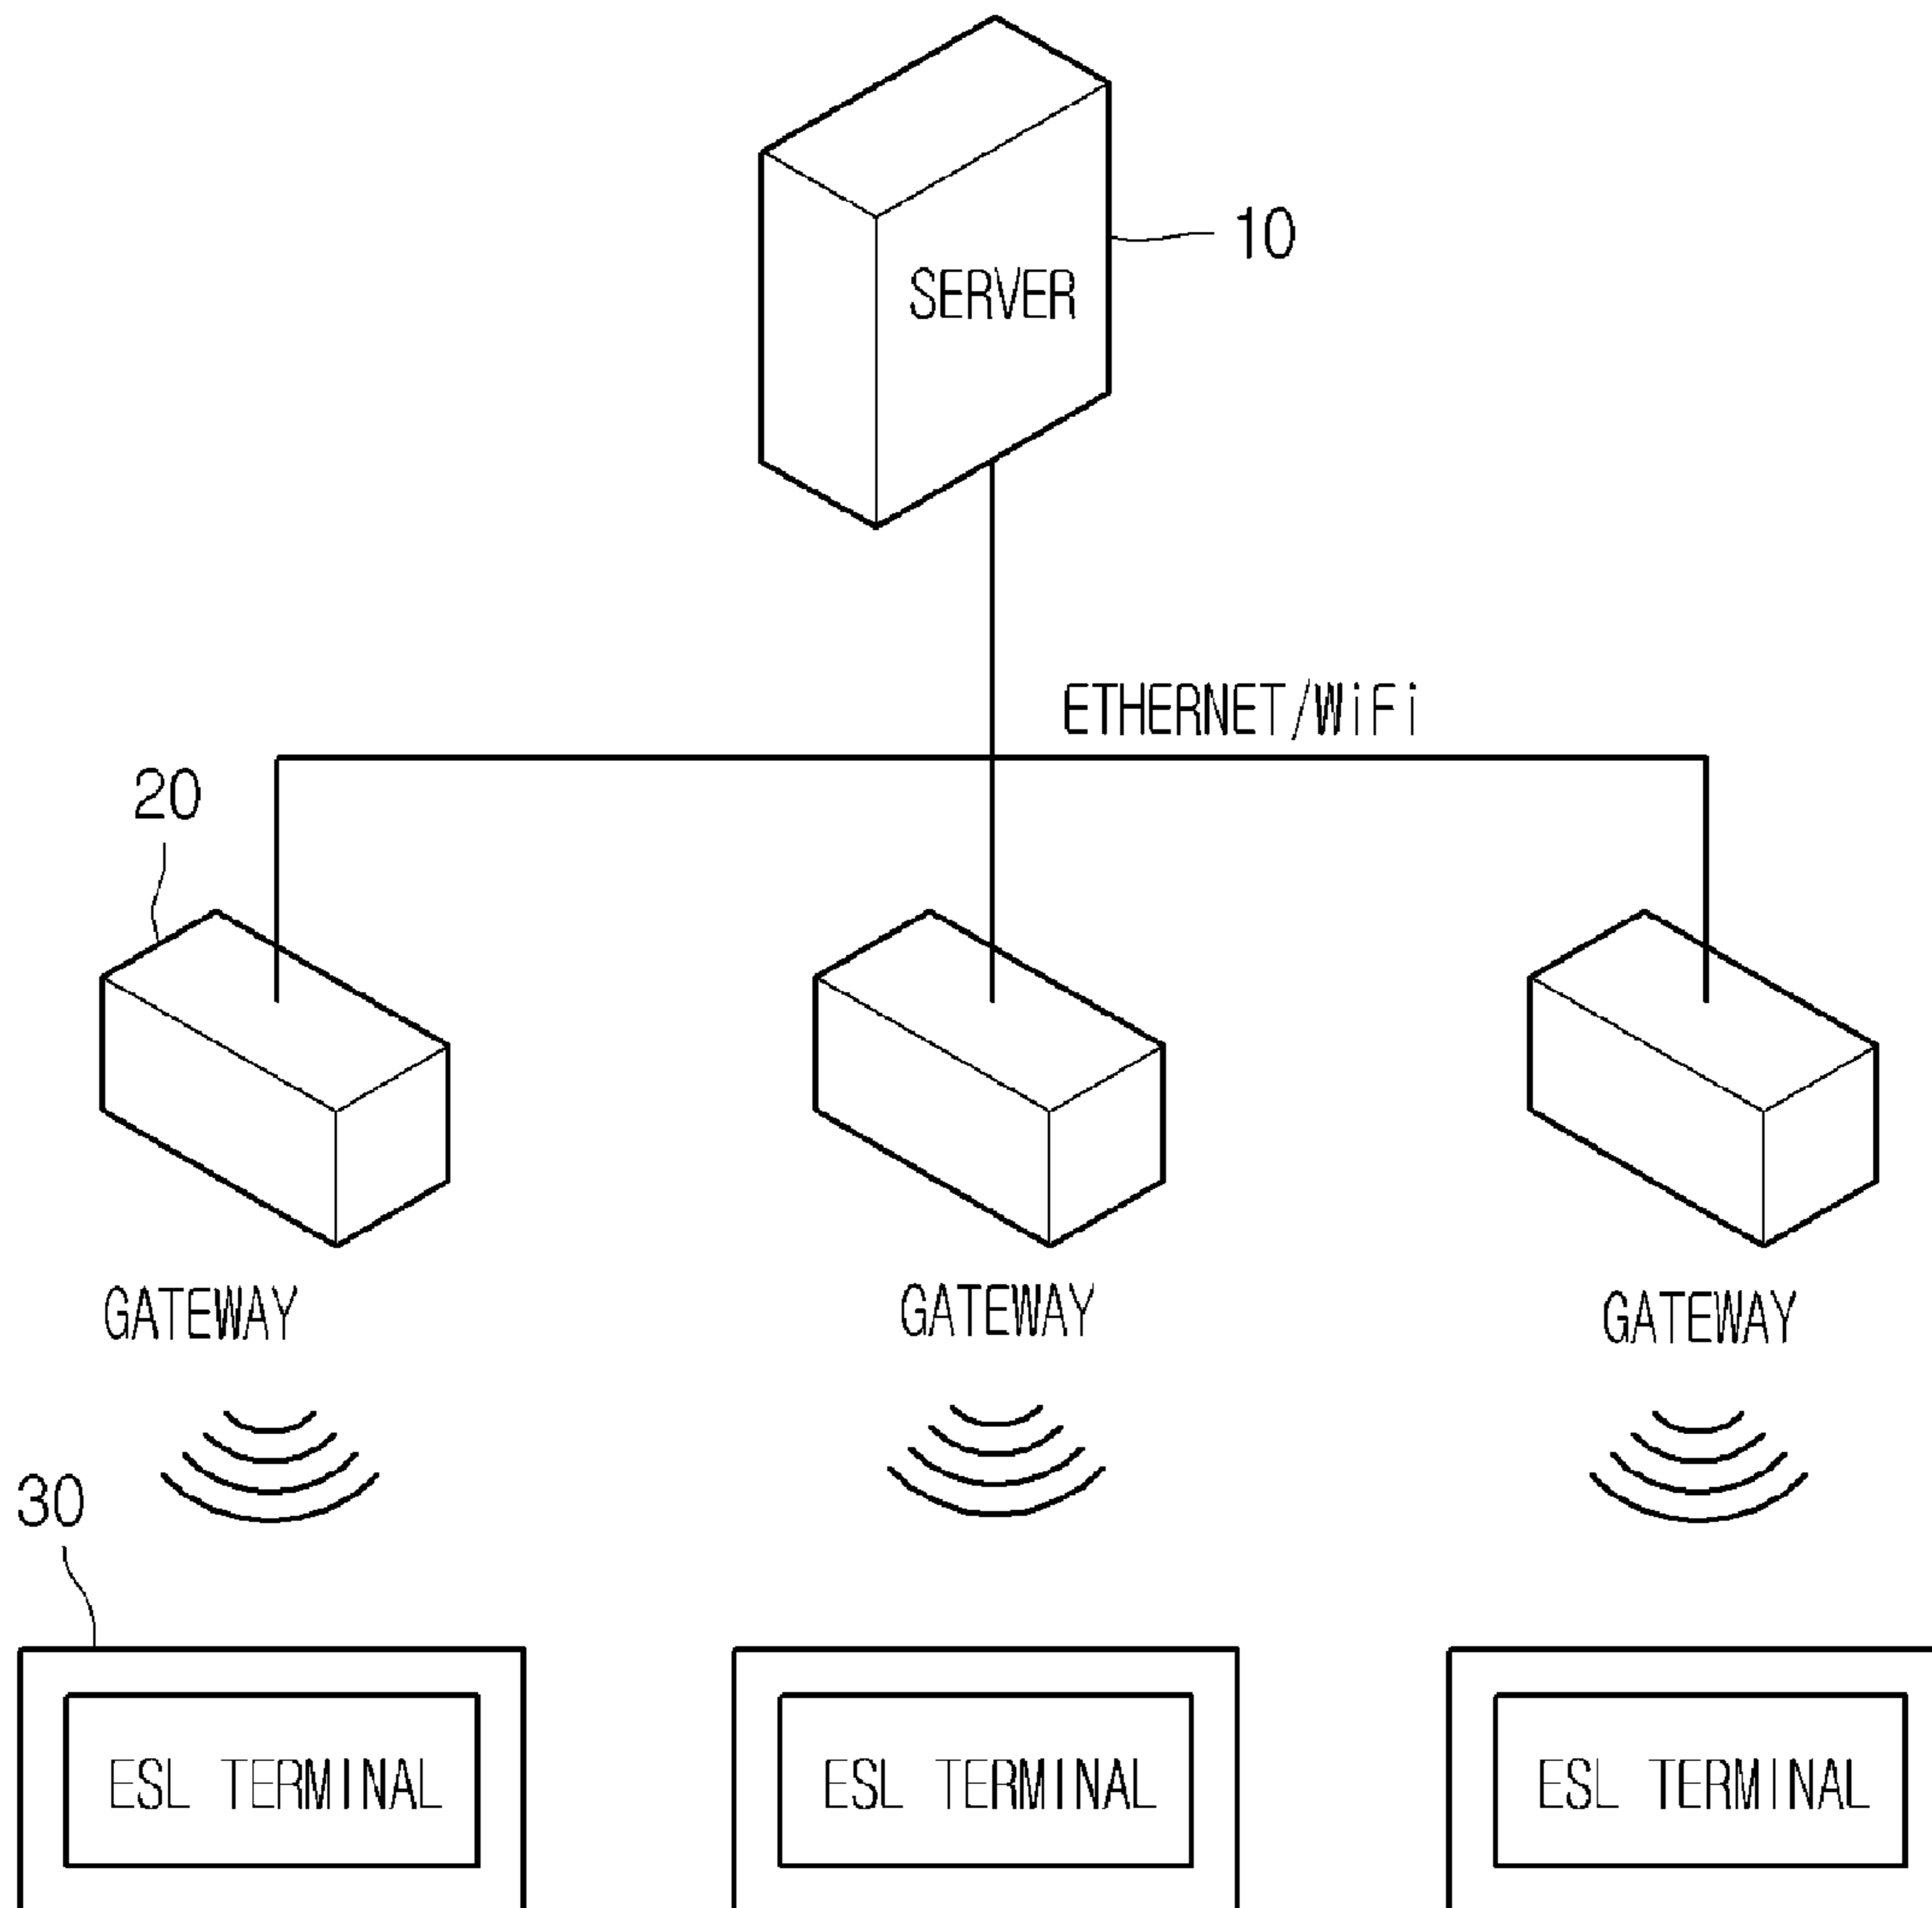 10
SERVER
ETHERNET/WiFi
20
GATEWAY
GATEWAY
GATEWAY
30
ESL TERMINAL
ESL TERMINAL
ESL TERMINAL